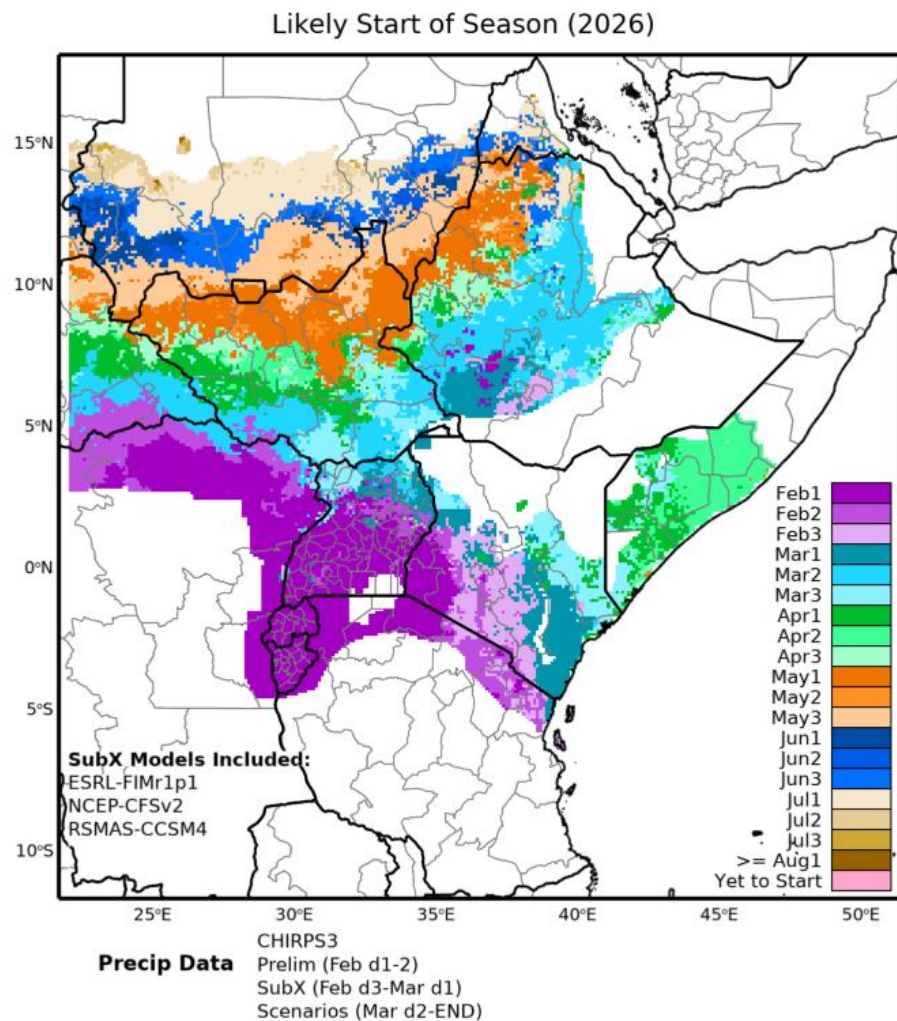 Likely Start of Season (2026)
15°N
10°N
5°N
0°N
5°S
10°S
Feb1
Feb2
Feb3
Mar1
Mar2
Mar3
Apr1
Apr2
Apr3
May1
May2
May3
Jun1
Jun2
Jun3
Jul1
Jul2
Jul3
>= Aug1
Yet to Start
SubX Models Included:
ESRL-FIMr1p1
NCEP-CFSv2
RSMAS-CCSM4
25°E 30°E 35°E 40°E 45°E 50°E
Precip Data
CHIRPS3
Prelim (Feb d1-2)
SubX (Feb d3-Mar d1)
Scenarios (Mar d2-END)